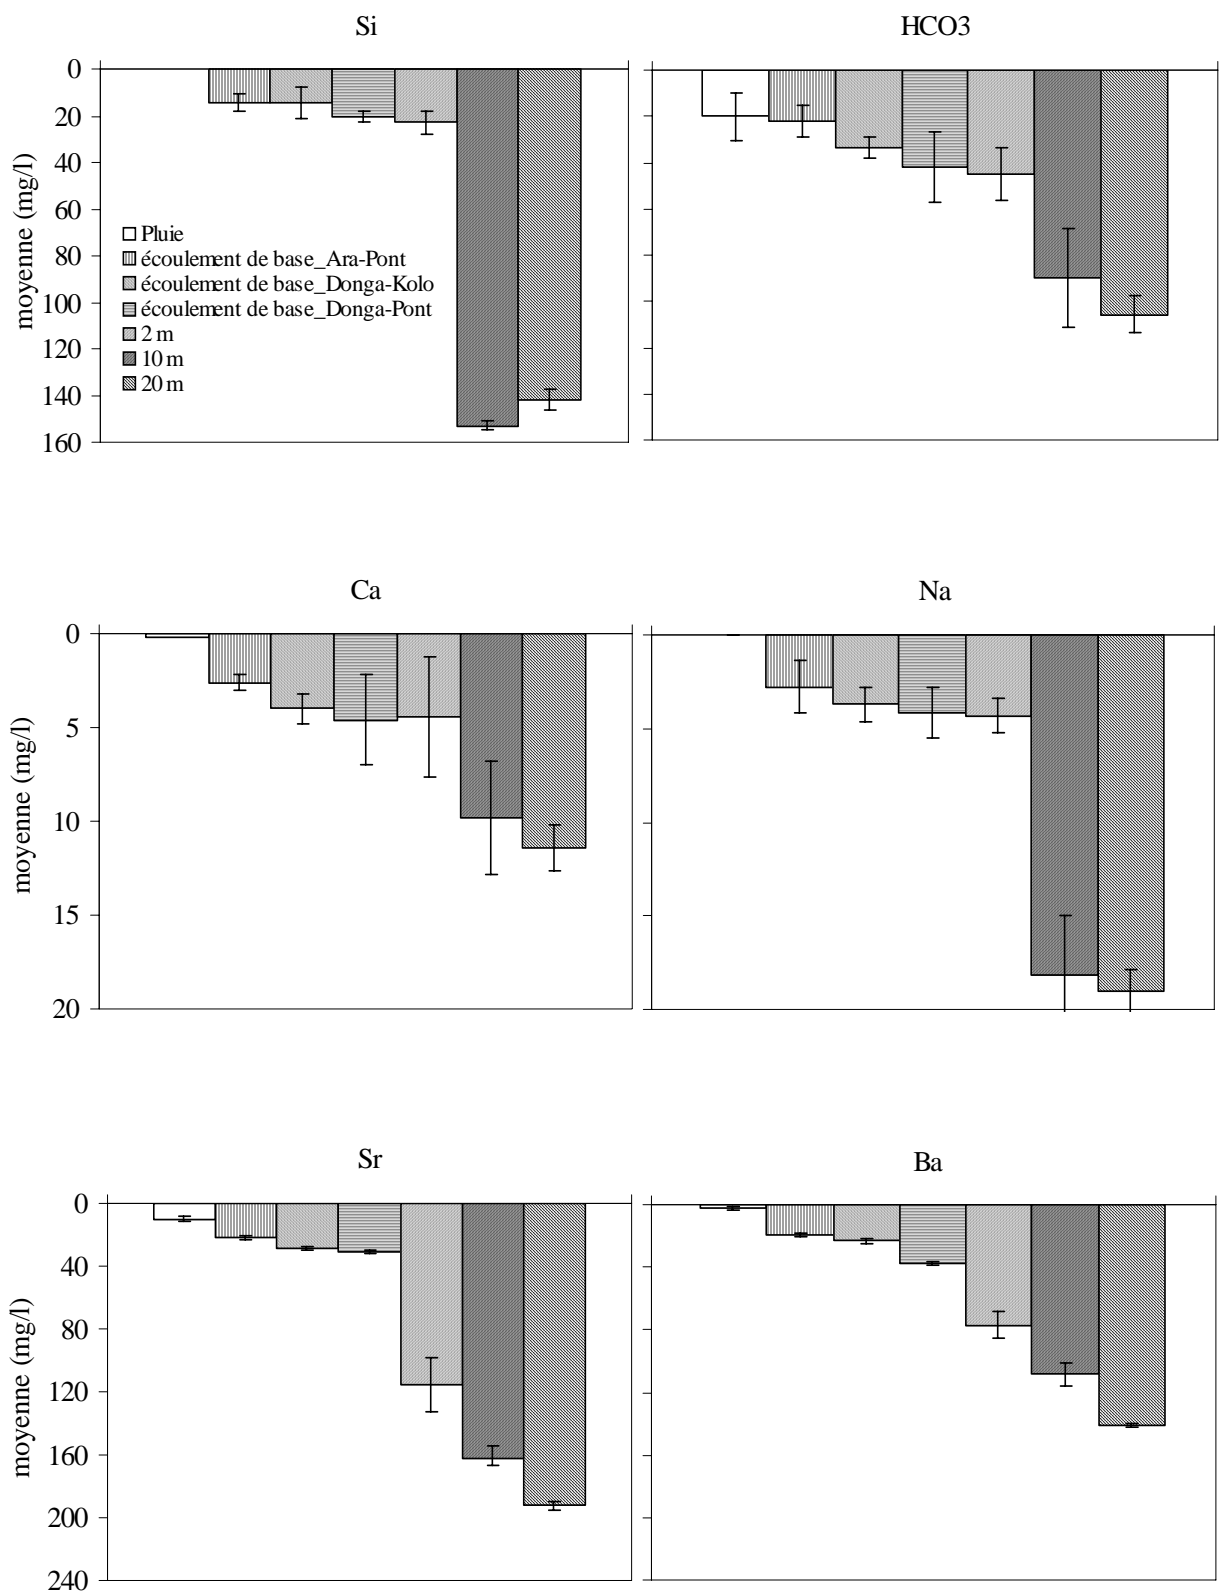 Si
HCO3
0
20
40
60
80
100
120
140
160
moyenne (mg/l)
Pluie
écoulement de base_Ara-Pont
écoulement de base_Donga-Kolo
écoulement de base_Donga-Pont
2 m
10 m
20 m
Ca
Na
0
5
10
15
20
moyenne (mg/l)
Sr
Ba
0
40
80
120
160
200
240
moyenne (mg/l)